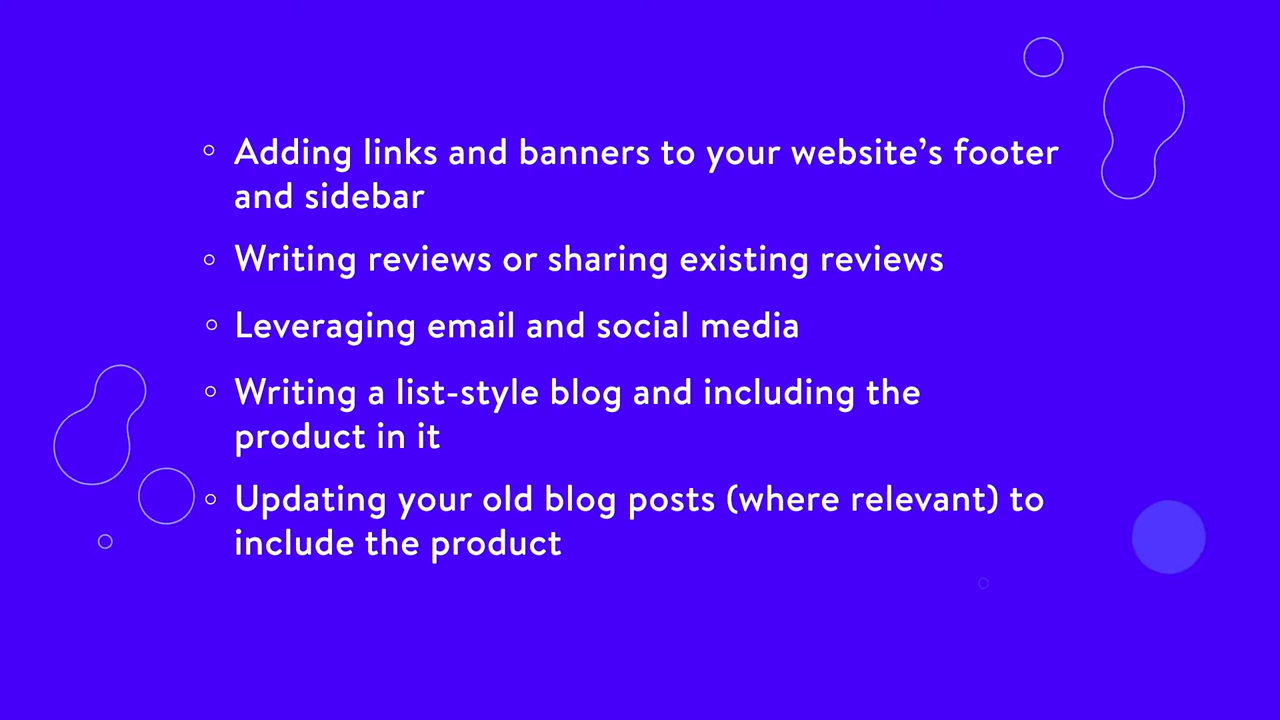 Adding links and banners to your website’s footer
and sidebar
Writing reviews or sharing existing reviews
Leveraging email and social media
Writing a list-style blog and including the
product in it
Updating your old blog posts (where relevant) to
include the product